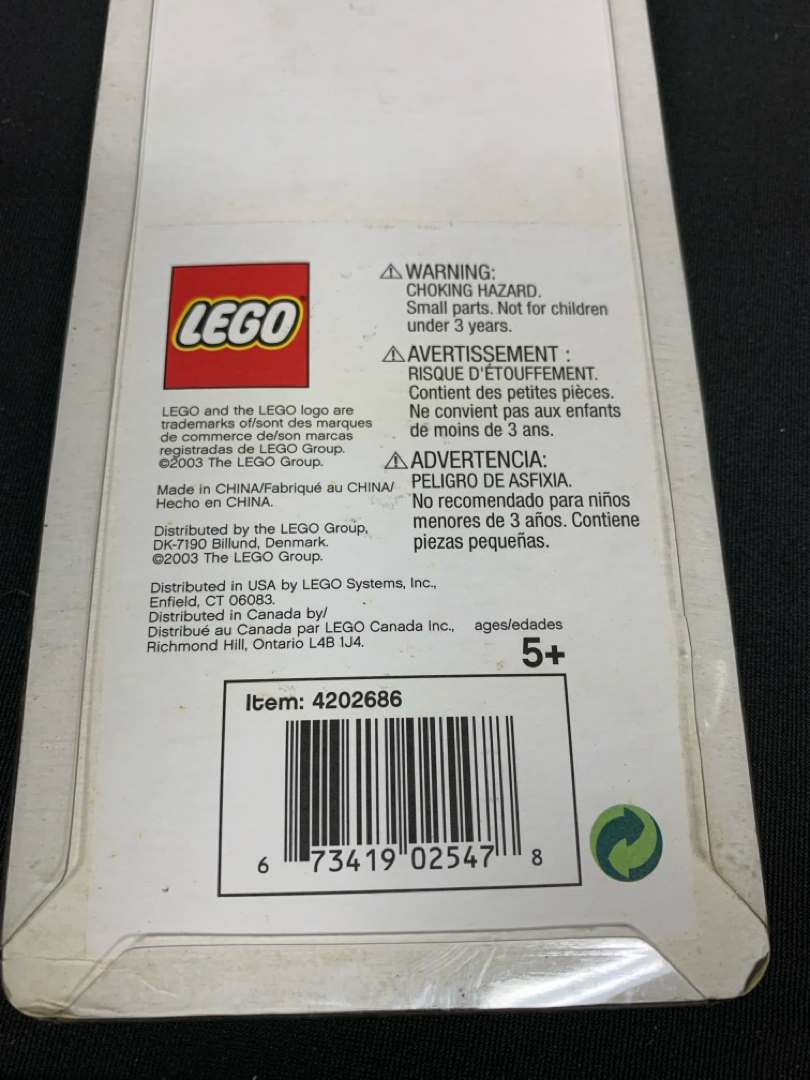 LEGO
LEGO and the LEGO logo are
trademarks of/sont des marques
de commerce de/son marcas
registradas de LEGO Group.
©2003 The LEGO Group.
Made in CHINA/Fabriqué au CHINA/
Hecho en CHINA.
Distributed by the LEGO Group,
DK-7190 Billund, Denmark.
©2003 The LEGO Group.
Distributed in USA by LEGO Systems, Inc.,
Enfield, CT 06083.
Distributed in Canada by/
Distribué au Canada par LEGO Canada Inc.,
Richmond Hill, Ontario L4B 1J4.
⚠ WARNING:
CHOKING HAZARD.
Small parts. Not for children
under 3 years.
⚠ AVERTISSEMENT :
RISQUE D'ÉTOUFFEMENT.
Contient des petites pièces.
Ne convient pas aux enfants
de moins de 3 ans.
⚠ ADVERTENCIA:
PELIGRO DE ASFIXIA.
No recomendado para niños
menores de 3 años. Contiene
piezas pequeñas.
ages/edades
5+
Item: 4202686
6 73419 02547 8